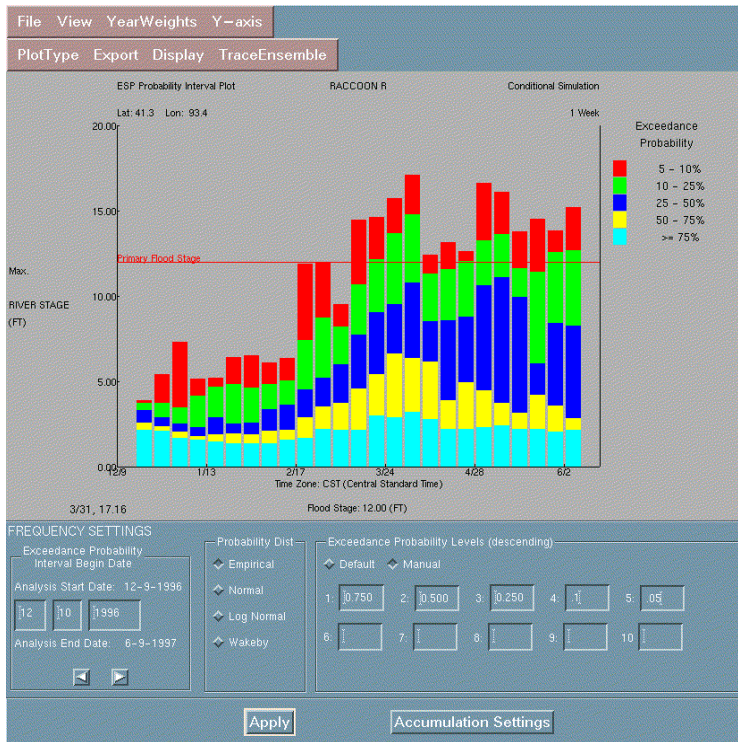 File View YearWeights Y-axis
PlotType Export Display TraceEnsemble
ESP Probability Interval Plot RACCOON R Conditional Simulation
Lat: 41.3 Lon: 93.4 1 Week
Exceedance
Probability
5 - 10%
10 - 25%
25 - 50%
50 - 75%
>= 75%
20.00
15.00
Primary Flood Stage
Max.
RIVER STAGE
(FT)
10.00
5.00
0.00
12/9 1/13 2/17 3/24 4/28 6/2
Time Zone: CST (Central Standard Time)
3/31, 17.16 Flood Stage: 12.00 (FT)
FREQUENCY SETTINGS
Exceedance Probability
Interval Begin Date
Analysis Start Date: 12-9-1996
12 10 1996
Analysis End Date: 6-9-1997
Probability Dist
Empirical
Normal
Log Normal
Wakeby
Exceedance Probability Levels (descending)
Default Manual
1: 0.750 2: 0.500 3: 0.250 4: .1 5: .05
6: 7: 8: 9: 10
Apply Accumulation Settings